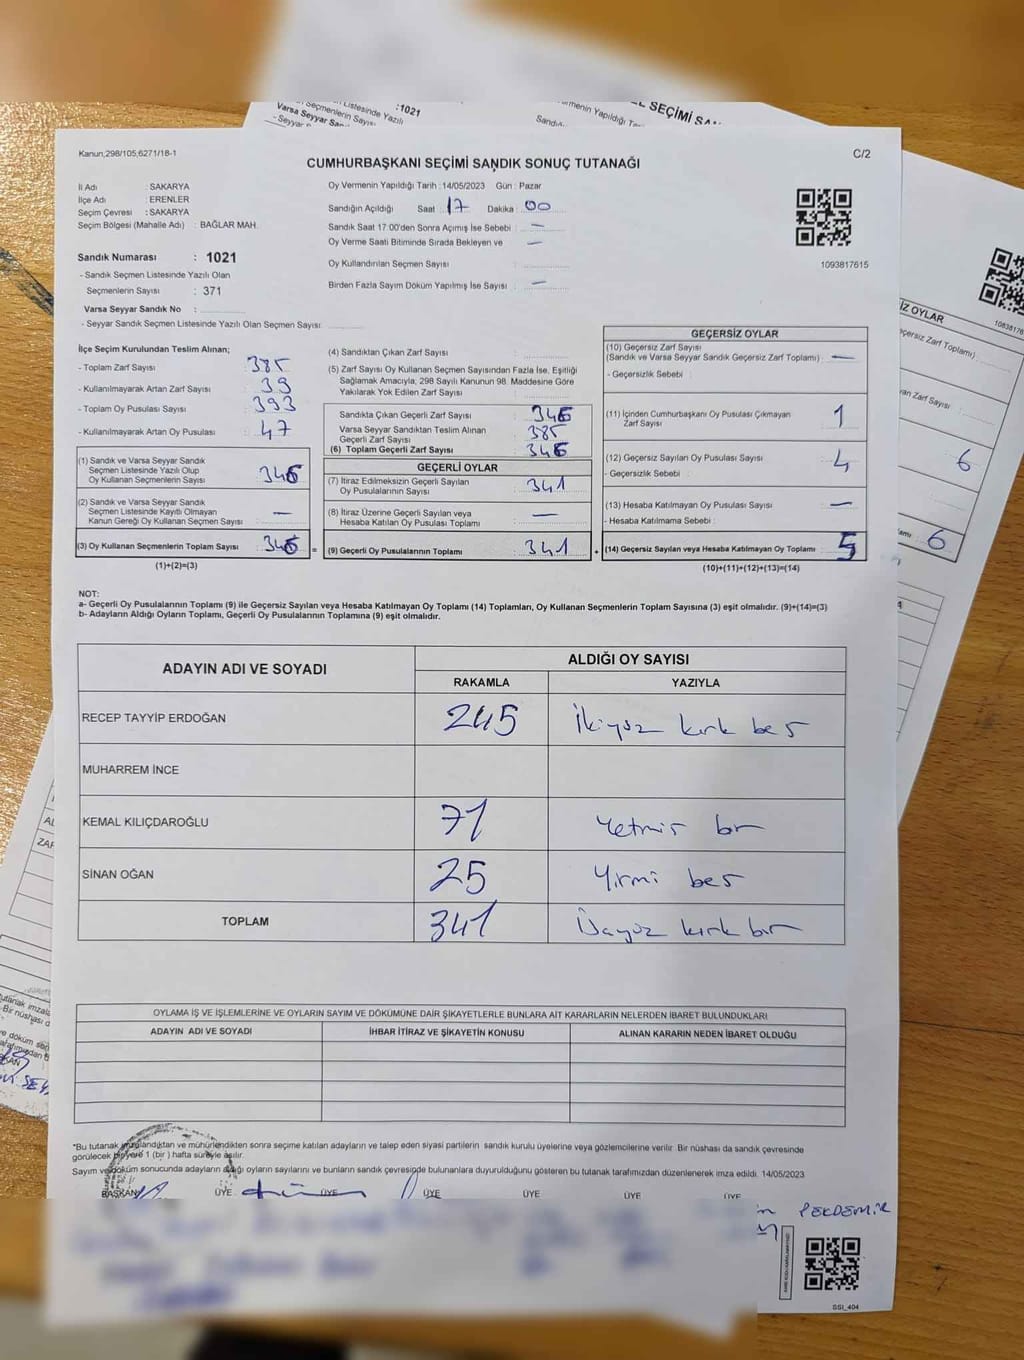 Seçmenlerin Sayısı
:1021
Varsa Seyyar
L SEÇİMİ
Kanun,298/105,6271/18-1
C/2
CUMHURBAŞKANI SEÇİMİ SANDIK SONUÇ TUTANAĞI
İl Adı : SAKARYA
İlçe Adı : ERENLER
Seçim Çevresi : SAKARYA
Seçim Bölgesi (Mahalle Adı) : BAĞLAR MAH.
Oy Vermenin Yapıldığı Tarih : 14/05/2023 Gün : Pazar
Sandığın Açıldığı Saat 17 Dakika : 00
Sandık Saat 17:00'den Sonra Açımış İse Sebebi : —
Oy Verme Saati Bitiminde Sırada Bekleyen ve —
Oy Kullandırılan Seçmen Sayısı :
Birden Fazla Sayım Döküm Yapılmış İse Sayısı : —
1093817615
Sandık Numarası : 1021
- Sandık Seçmen Listesinde Yazılı Olan
Seçmenlerin Sayısı : 371
Varsa Seyyar Sandık No :
- Seyyar Sandık Seçmen Listesinde Yazılı Olan Seçmen Sayısı
İlçe Seçim Kurulundan Teslim Alınan;
- Toplam Zarf Sayısı : 385
- Kullanılmayarak Artan Zarf Sayısı : 39
- Toplam Oy Pusulası Sayısı : 393
- Kullanılmayarak Artan Oy Pusulası : 47
(1) Sandık ve Varsa Seyyar Sandık
Seçmen Listesinde Yazılı Olup
Oy Kullanan Seçmenlerin Sayısı : 346
(2) Sandık ve Varsa Seyyar Sandık
Seçmen Listesinde Kayıtlı Olmayan
Kanun Gereği Oy Kullanan Seçmen Sayısı : —
(3) Oy Kullanan Seçmenlerin Toplam Sayısı : 346
(1)+(2)=(3)
(4) Sandıktan Çıkan Zarf Sayısı :
(5) Zarf Sayısı Oy Kullanan Seçmen Sayısından Fazla İse, Eşitliği
Sağlamak Amacıyla, 298 Sayılı Kanunun 98. Maddesine Göre
Yakılarak Yok Edilen Zarf Sayısı :
Sandıkta Çıkan Geçerli Zarf Sayısı : 346
Varsa Seyyar Sandıktan Teslim Alınan
Geçerli Zarf Sayısı : 385
(6) Toplam Geçerli Zarf Sayısı : 346
GEÇERLİ OYLAR
(7) İtiraz Edilmeksizin Geçerli Sayılan
Oy Pusulalarının Sayısı : 341
(8) İtiraz Üzerine Geçerli Sayılan veya
Hesaba Katılan Oy Pusulası Toplamı : —
= (9) Geçerli Oy Pusulalarının Toplamı : 341 +
GEÇERSİZ OYLAR
(10) Geçersiz Zarf Sayısı
(Sandık ve Varsa Seyyar Sandık Geçersiz Zarf Toplamı) : —
- Geçersizlik Sebebi :
(11) İçinden Cumhurbaşkanı Oy Pusulası Çıkmayan
Zarf Sayısı : 1
(12) Geçersiz Sayılan Oy Pusulası Sayısı : 4
- Geçersizlik Sebebi :
(13) Hesaba Katılmayan Oy Pusulası Sayısı : —
- Hesaba Katılmama Sebebi :
(14) Geçersiz Sayılan veya Hesaba Katılmayan Oy Toplamı : 5
(10)+(11)+(12)+(13)=(14)
İZ OYLAR
6
6
NOT:
a- Geçerli Oy Pusulalarının Toplamı (9) ile Geçersiz Sayılan veya Hesaba Katılmayan Oy Toplamı (14) Toplamları, Oy Kullanan Seçmenlerin Toplam Sayısına (3) eşit olmalıdır. (9)+(14)=(3)
b- Adayların Aldığı Oyların Toplamı, Geçerli Oy Pusulalarının Toplamına (9) eşit olmalıdır.
ADAYIN ADI VE SOYADI
ALDIĞI OY SAYISI
RAKAMLA YAZIYLA
RECEP TAYYİP ERDOĞAN 245 İkiyüz kırk beş
MUHARREM İNCE
KEMAL KILIÇDAROĞLU 71 Yetmiş bir
SİNAN OĞAN 25 Yirmi beş
TOPLAM 341 Üçyüz kırk bir
OYLAMA İŞ VE İŞLEMLERİNE VE OYLARIN SAYIM VE DÖKÜMÜNE DAİR ŞİKAYETLERLE BUNLARA AİT KARARLARIN NELERDEN İBARET BULUNDUKLARI
ADAYIN ADI VE SOYADI İHBAR İTİRAZ VE ŞİKAYETİN KONUSU ALINAN KARARIN NEDEN İBARET OLDUĞU
*Bu tutanak imzalandıktan ve mühürlendikten sonra seçime katılan adayların ve talep eden siyasi partilerin sandık kurulu üyelerine veya gözlemcilerine verilir Bir nüshası da sandık çevresinde
görülecek bir yere 1 (bir ) hafta süreyle asılır.
Sayım ve döküm sonucunda adayların aldığı oyların sayılarını ve bunların sandık çevresinde bulunanlara duyurulduğunu gösteren bu tutanak tarafımızdan düzenlenerek imza edildi. 14/05/2023
BAŞKAN ÜYE ÜYE ÜYE ÜYE ÜYE ÜYE
PEKDEMİR
SSI_404